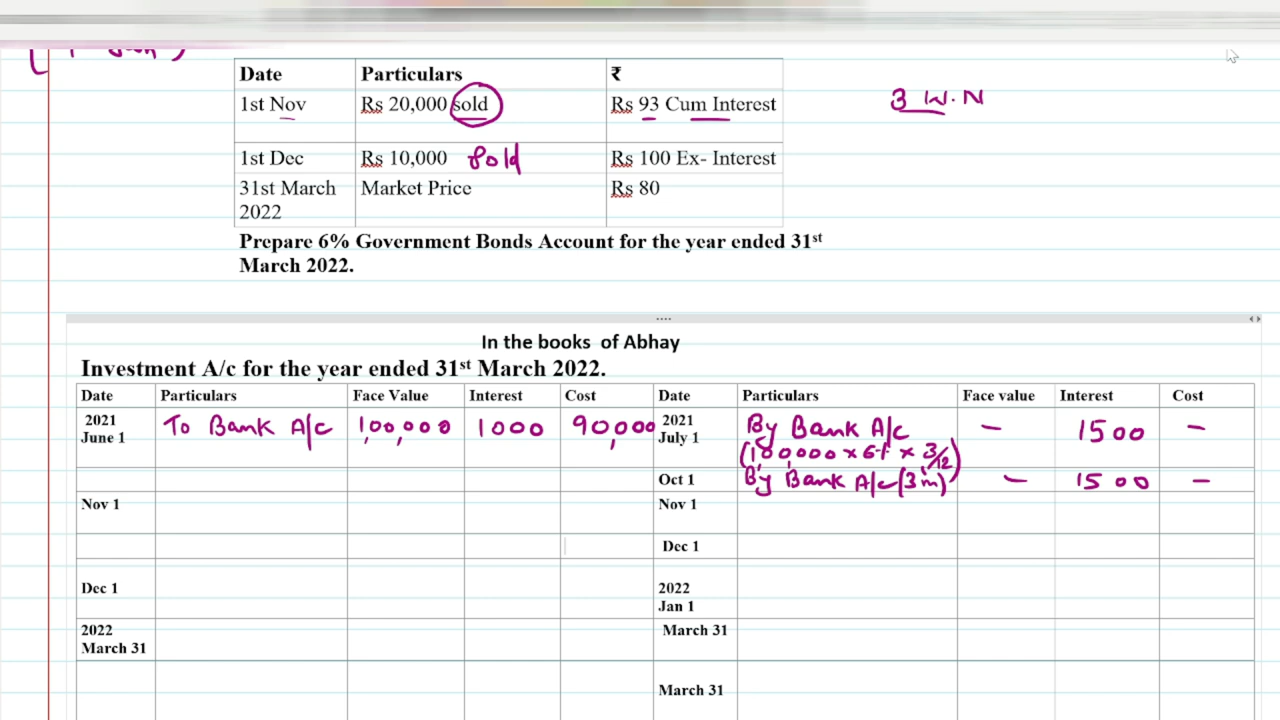 Date Particulars ₹
1st Nov Rs 20,000 sold Rs 93 Cum Interest
3 W.N
1st Dec Rs 10,000 Sold Rs 100 Ex- Interest
31st March 2022 Market Price Rs 80
Prepare 6% Government Bonds Account for the year ended 31st
March 2022.
In the books of Abhay
Investment A/c for the year ended 31st March 2022.
Date Particulars Face Value Interest Cost Date Particulars Face value Interest Cost
2021 June 1 To Bank A/c 100,000 1000 90,000 2021 July 1 By Bank A/c — 1500 —
(100,000 x 6% x 3/12)
Oct 1 By Bank A/c (3m) — 1500 —
Nov 1 Nov 1
Dec 1
Dec 1 2022 Jan 1
2022 March 31 March 31
March 31